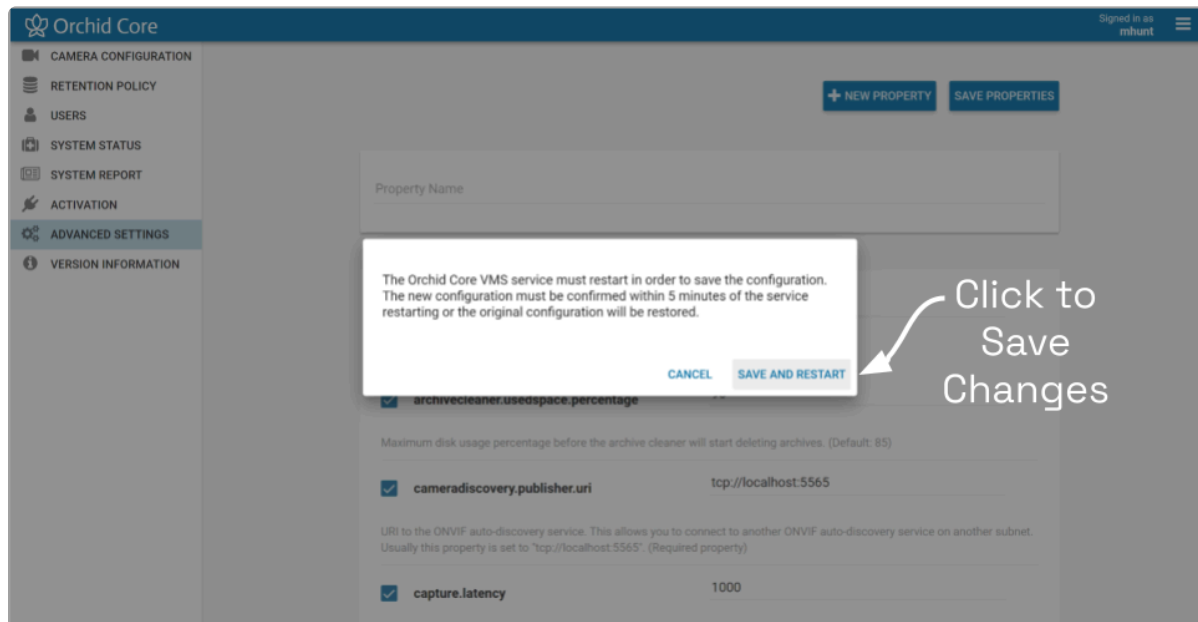 Orchid Core
Signed in as
mhunt
CAMERA CONFIGURATION
RETENTION POLICY
USERS
SYSTEM STATUS
SYSTEM REPORT
ACTIVATION
ADVANCED SETTINGS
VERSION INFORMATION
+ NEW PROPERTY
SAVE PROPERTIES
Property Name
The Orchid Core VMS service must restart in order to save the configuration.
The new configuration must be confirmed within 5 minutes of the service
restarting or the original configuration will be restored.
CANCEL
SAVE AND RESTART
Click to
Save
Changes
archivecleaner.usedspace.percentage
Maximum disk usage percentage before the archive cleaner will start deleting archives. (Default: 85)
cameradiscovery.publisher.uri
tcp://localhost:5565
URI to the ONVIF auto-discovery service. This allows you to connect to another ONVIF auto-discovery service on another subnet.
Usually this property is set to "tcp://localhost:5565". (Required property)
capture.latency
1000